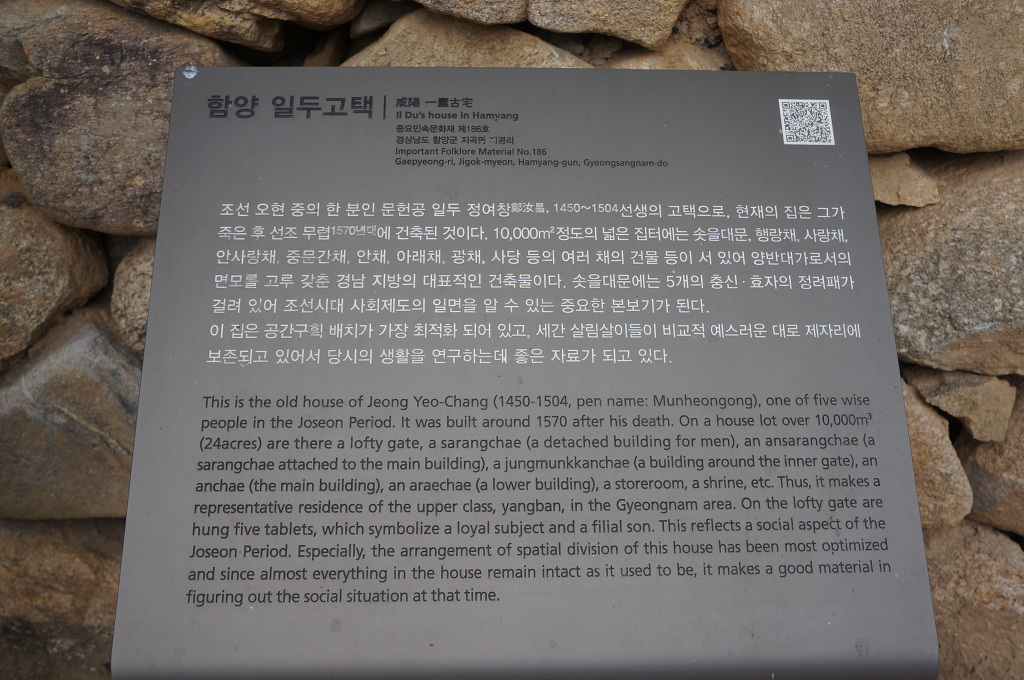 함양 일두고택
咸陽 一蠹古宅
Il Du's house in Hamyang
중요민속문화재 제186호
경상남도 함양군 지곡면
Important Folklore Material No.186
Gaepyeong-ri, Jigok-myeon, Hamyang-gun, Gyeongsangnam-do
조선 오현 중의 한 분인 문헌공 일두 정여창鄭汝昌, 1450~1504선생의 고택으로, 현재의 집은 그가
죽은 후 선조 무렵1570년대에 건축된 것이다. 10,000m²정도의 넓은 집터에는 솟을대문, 행랑채, 사랑채,
안사랑채, 중문간채, 안채, 아래채, 광채, 사당 등의 여러 채의 건물 등이 서 있어 양반대가로서의
면모를 고루 갖춘 경남 지방의 대표적인 건축물이다. 솟을대문에는 5개의 충신 · 효자의 정려패가
걸려 있어 조선시대 사회제도의 일면을 알 수 있는 중요한 본보기가 된다.
이 집은 공간구획 배치가 가장 최적화 되어 있고, 세간 살림살이들이 비교적 예스러운 대로 제자리에
보존되고 있어서 당시의 생활을 연구하는데 좋은 자료가 되고 있다.
This is the old house of Jeong Yeo-Chang (1450-1504, pen name: Munheongong), one of five wise
people in the Joseon Period. It was built around 1570 after his death. On a house lot over 10,000m³
(24acres) are there a lofty gate, a sarangchae (a detached building for men), an ansarangchae (a
sarangchae attached to the main building), a jungmunkkanchae (a building around the inner gate), an
anchae (the main building), an araechae (a lower building), a storeroom, a shrine, etc. Thus, it makes a
representative residence of the upper class, yangban, in the Gyeongnam area. On the lofty gate are
hung five tablets, which symbolize a loyal subject and a filial son. This reflects a social aspect of the
Joseon Period. Especially, the arrangement of spatial division of this house has been most optimized
and since almost everything in the house remain intact as it used to be, it makes a good material in
figuring out the social situation at that time.